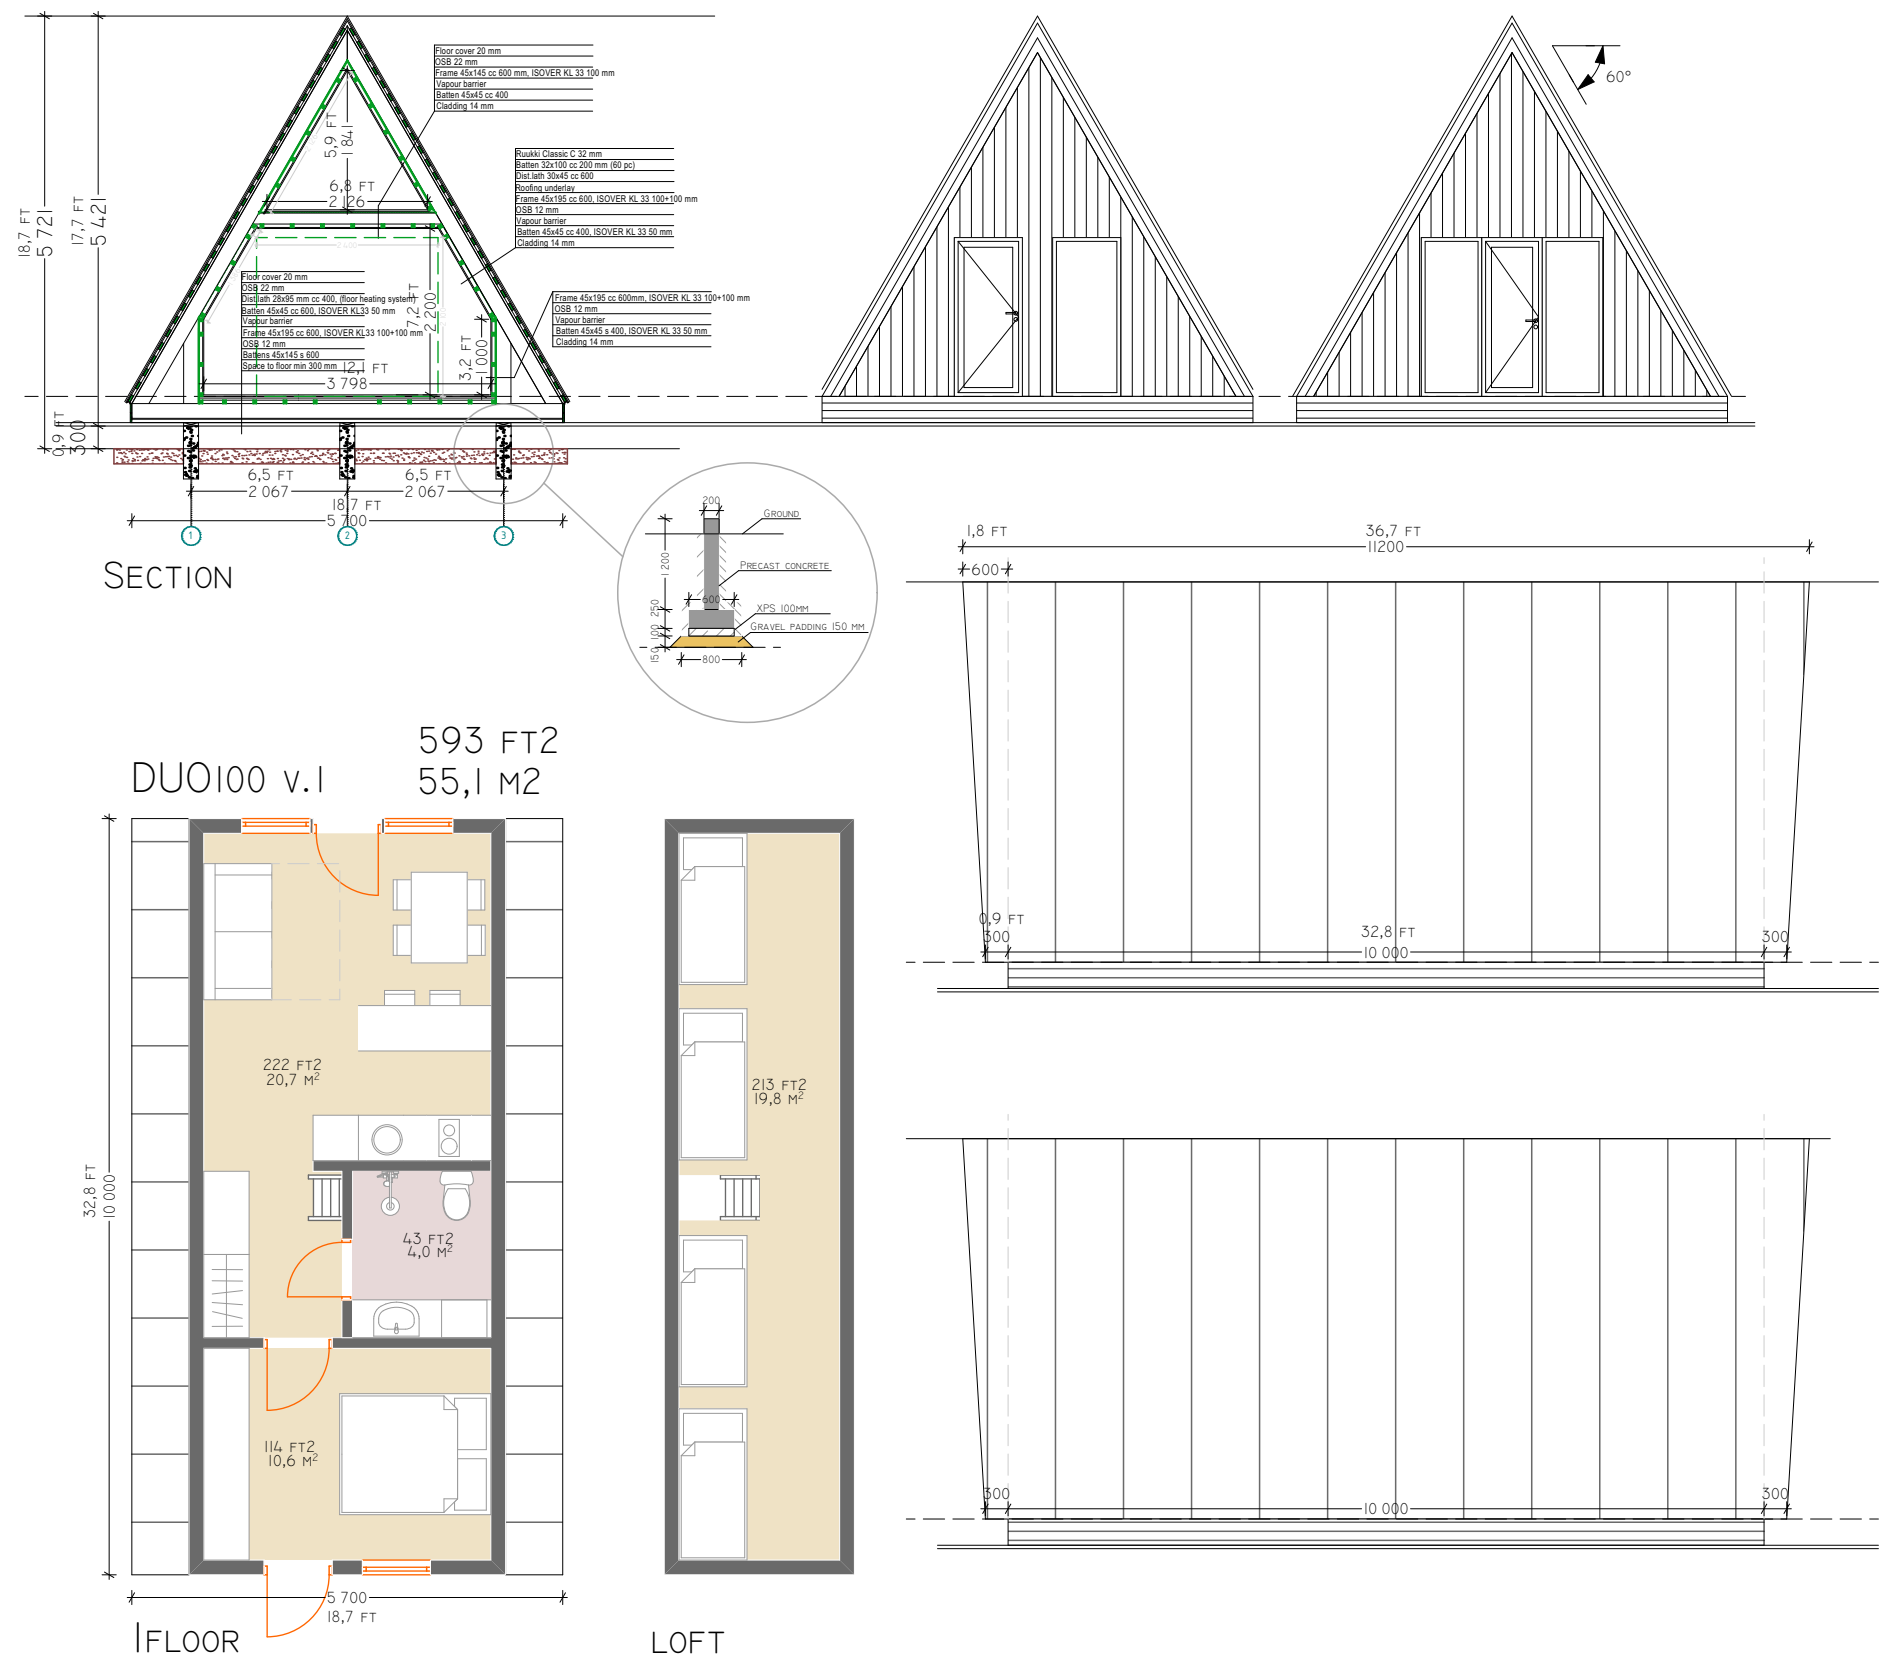 Floor cover 20 mm
OSB 22 mm
Frame 45x145 cc 600 mm, ISOVER KL 33 100 mm
Vapour barrier
Batten 45x45 cc 400
Cladding 14 mm
Ruukki Classic C 32 mm
Batten 32x100 cc 200 mm (60 pc)
Dist.lath 30x45 cc 600
Roofing underlay
Frame 45x195 cc 600, ISOVER KL 33 100+100 mm
OSB 12 mm
Vapour barrier
Batten 45x45 cc 400, ISOVER KL 33 50 mm
Cladding 14 mm
Floor cover 20 mm
OSB 22 mm
Dist.lath 28x95 mm cc 400, (floor heating system)
Batten 45x45 cc 600, ISOVER KL33 50 mm
Vapour barrier
Frame 45x195 cc 600, ISOVER KL33 100+100 mm
OSB 12 mm
Battens 45x145 s 600
Space to floor min 300 mm
Frame 45x195 cc 600mm, ISOVER KL 33 100+100 mm
OSB 12 mm
Vapour barrier
Batten 45x45 s 400, ISOVER KL 33 50 mm
Cladding 14 mm
18,7 FT
5 721
17,7 FT
5 421
0,9 FT
300
5,9 FT
1 841
6,8 FT
2 126
2 400
7,2 FT
2 200
3,2 FT
1 000
12,1 FT
3 798
6,5 FT
2 067
6,5 FT
2 067
18,7 FT
5 700
1
2
3
SECTION
60°
200
GROUND
1 200
PRECAST CONCRETE
600
250
XPS 100MM
100
GRAVEL PADDING 150 MM
150
800
1,8 FT
36,7 FT
11200
600
0,9 FT
300
32,8 FT
10 000
300
300
10 000
300
DUO100 V.1
593 FT2
55,1 M2
32,8 FT
10 000
222 FT2
20,7 M²
43 FT2
4,0 M²
114 FT2
10,6 M²
5 700
18,7 FT
1FLOOR
213 FT2
19,8 M²
LOFT